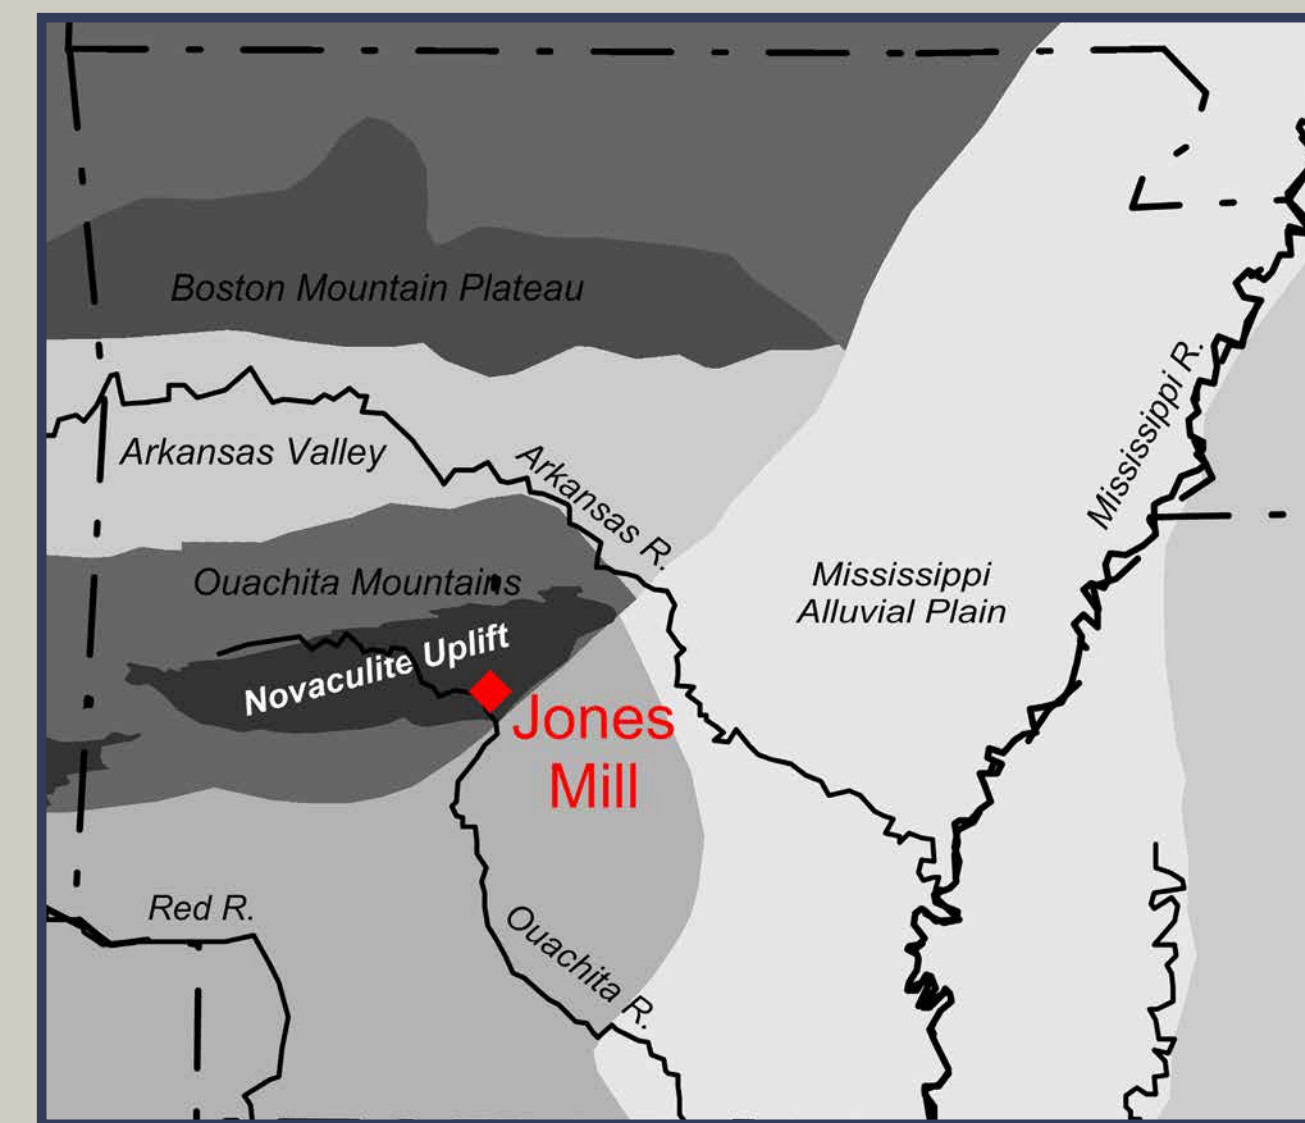 Boston Mountain Plateau
Mississippi R.
Arkansas Valley
Arkansas R.
Ouachita Mountains
Mississippi
Alluvial Plain
Novaculite Uplift
Jones
Mill
Red R.
Ouachita R.